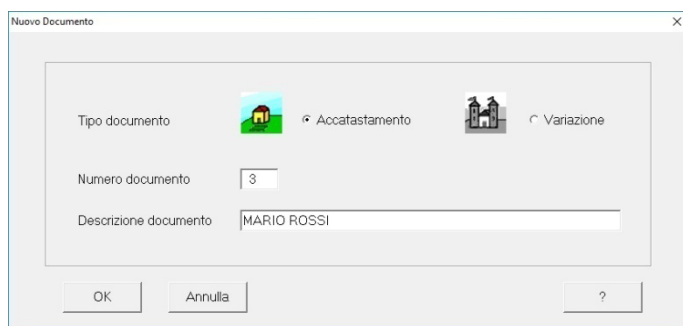 Nuovo Documento
Tipo documento Accatastamento Variazione
Numero documento 3
Descrizione documento MARIO ROSSI
OK Annulla ?